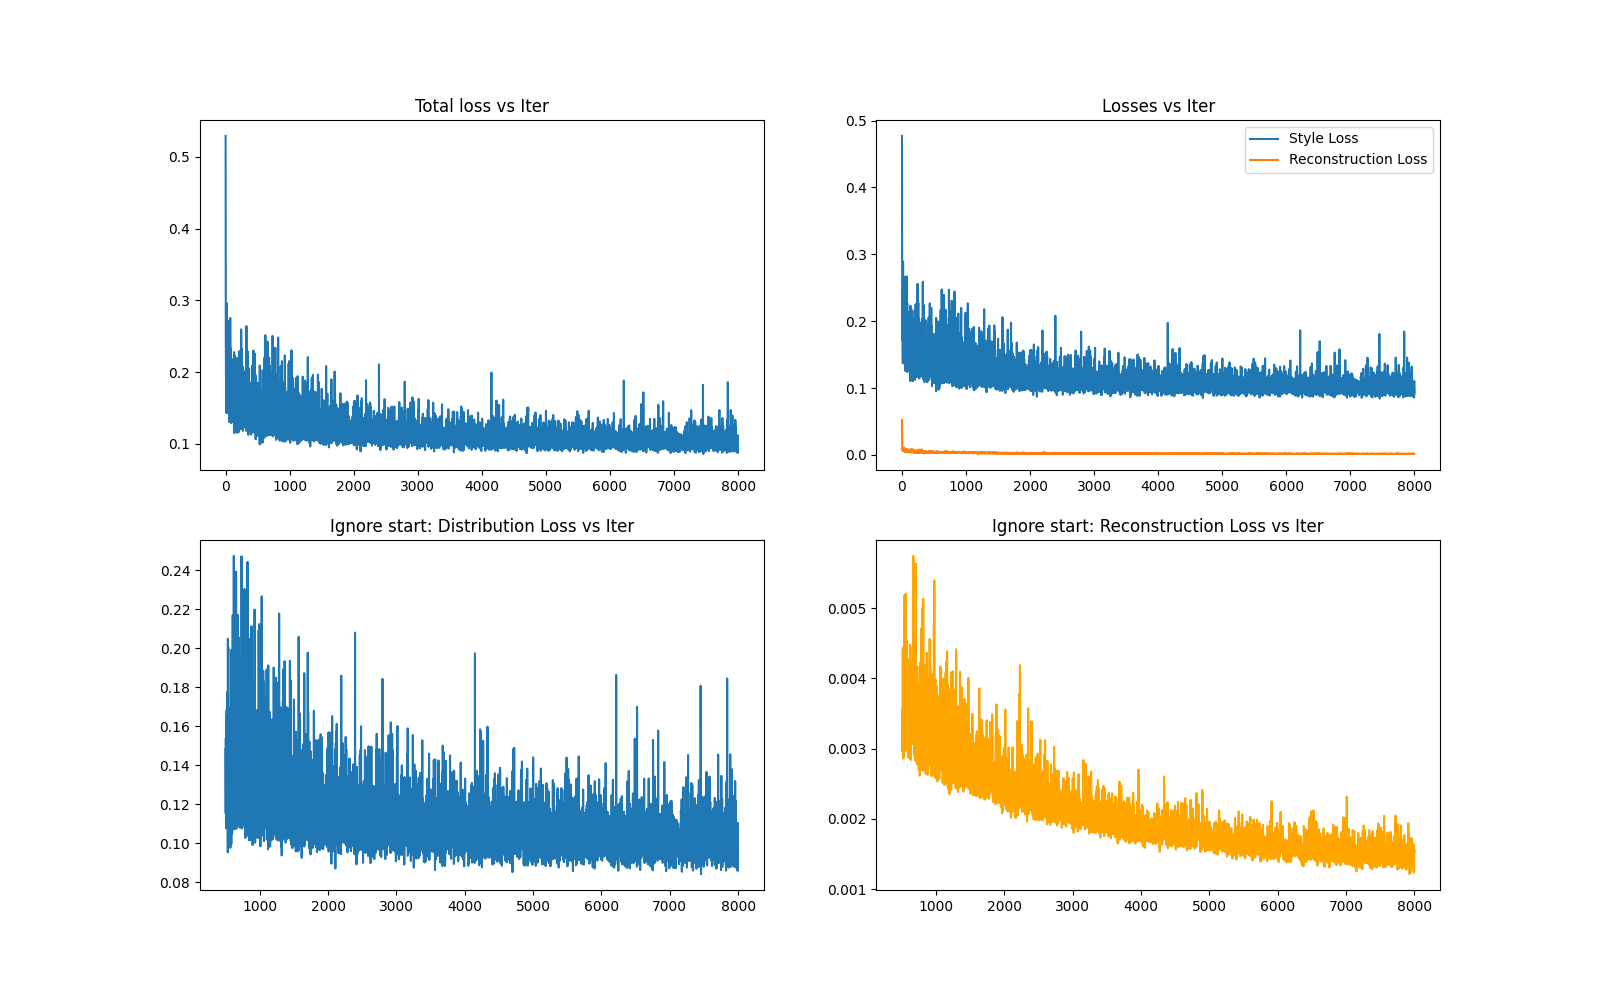 Total loss vs Iter
0.5
0.4
0.3
0.2
0.1
0 1000 2000 3000 4000 5000 6000 7000 8000
Losses vs Iter
Style Loss
Reconstruction Loss
0.5
0.4
0.3
0.2
0.1
0.0
0 1000 2000 3000 4000 5000 6000 7000 8000
Ignore start: Distribution Loss vs Iter
0.24
0.22
0.20
0.18
0.16
0.14
0.12
0.10
0.08
1000 2000 3000 4000 5000 6000 7000 8000
Ignore start: Reconstruction Loss vs Iter
0.005
0.004
0.003
0.002
0.001
1000 2000 3000 4000 5000 6000 7000 8000